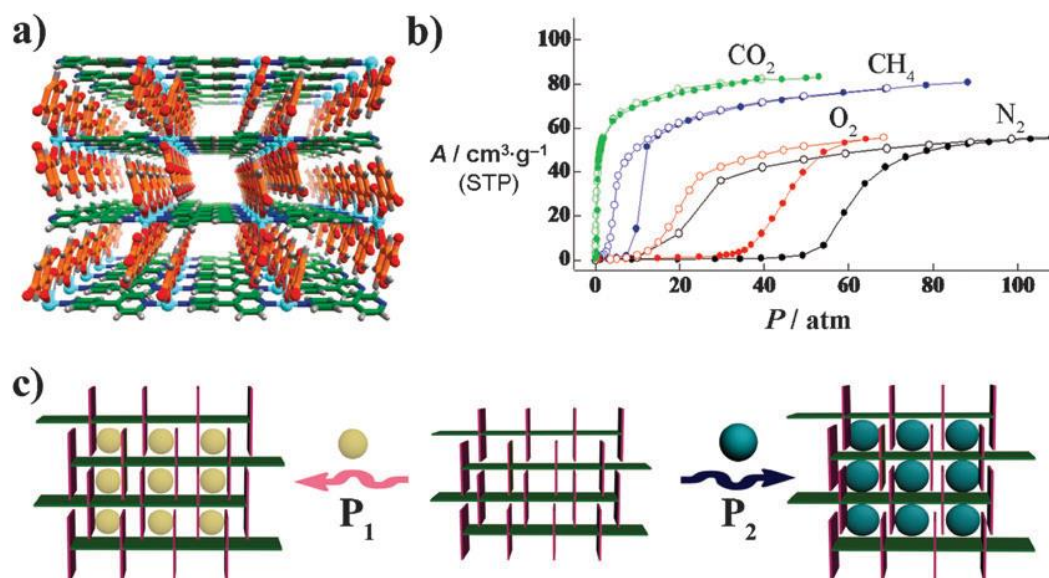 a)
b)
100
80
60
40
20
0
A / cm³·g⁻¹
(STP)
CO₂
CH₄
O₂
N₂
0
20
40
60
80
100
P / atm
c)
P₁
P₂